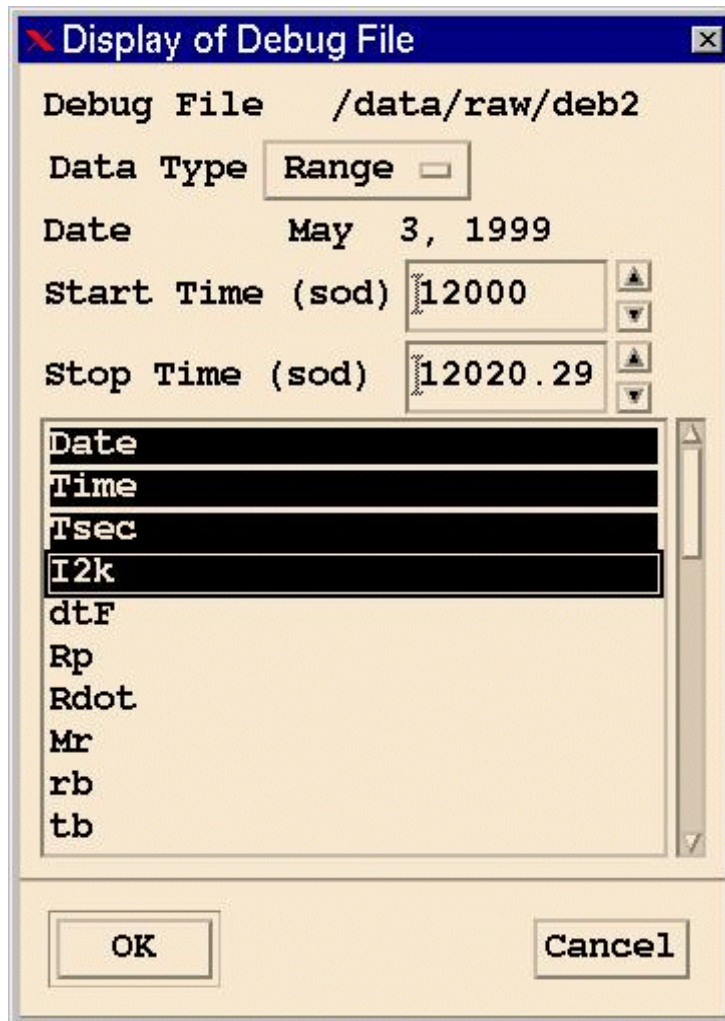 Display of Debug File
Debug File /data/raw/deb2
Data Type Range
Date May 3, 1999
Start Time (sod) 12000
Stop Time (sod) 12020.29
Date
Time
Tsec
I2k
dtF
Rp
Rdot
Mr
rb
tb
OK Cancel